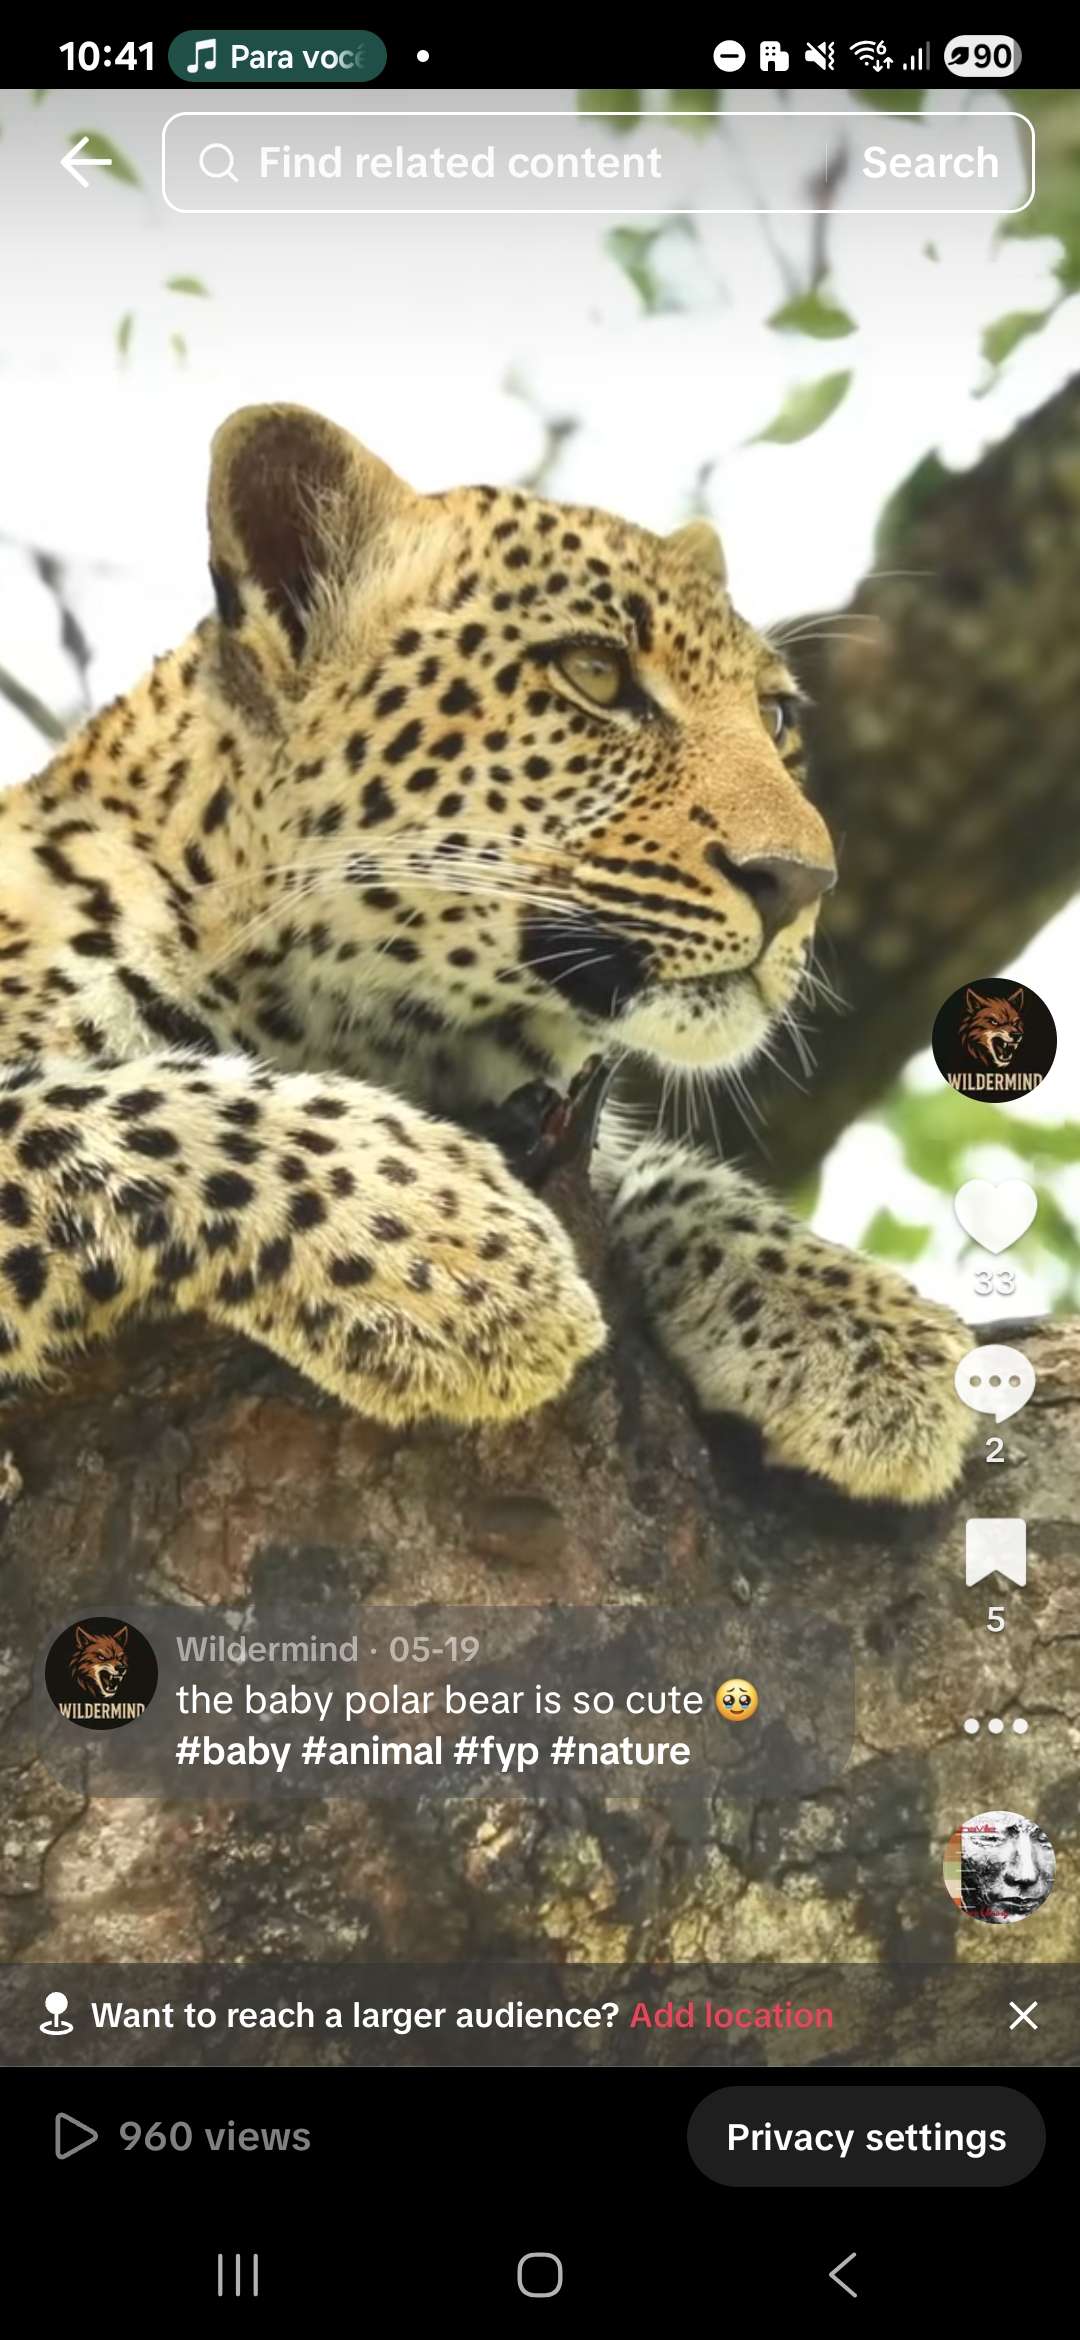 10:41 Para você
90
Find related content Search
WILDERMIND
33
2
5
Wildermind · 05-19
the baby polar bear is so cute 🥹
#baby #animal #fyp #nature
WILDERMIND
Want to reach a larger audience? Add location
960 views
Privacy settings